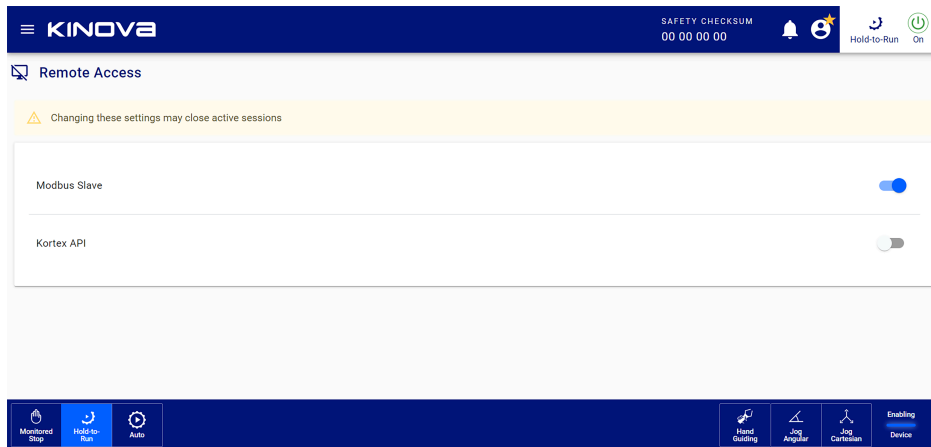 KINOVA
SAFETY CHECKSUM
00 00 00 00
Hold-to-Run
On
Remote Access
Changing these settings may close active sessions
Modbus Slave
Kortex API
Monitored
Stop
Hold-to-
Run
Auto
Hand
Guiding
Jog
Angular
Jog
Cartesian
Enabling
Device